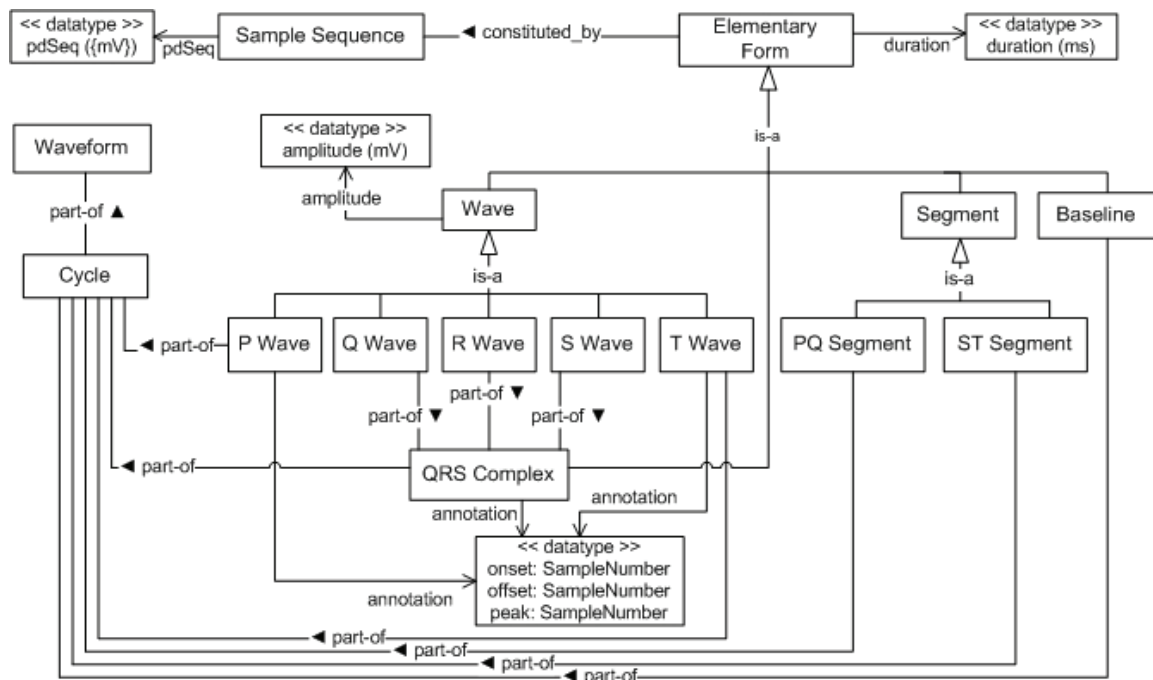 << datatype >>
pdSeq ({mV})
pdSeq
Sample Sequence
◄ constituted_by
Elementary
Form
duration
<< datatype >>
duration (ms)
is-a
Waveform
<< datatype >>
amplitude (mV)
part-of ▲
amplitude
Wave
Segment
Baseline
Cycle
is-a
is-a
◄ part-of
P Wave
Q Wave
R Wave
S Wave
T Wave
PQ Segment
ST Segment
part-of ▼
part-of ▼
part-of ▼
◄ part-of
QRS Complex
annotation
annotation
<< datatype >>
onset: SampleNumber
offset: SampleNumber
peak: SampleNumber
annotation
◄ part-of
◄ part-of
◄ part-of
◄ part-of